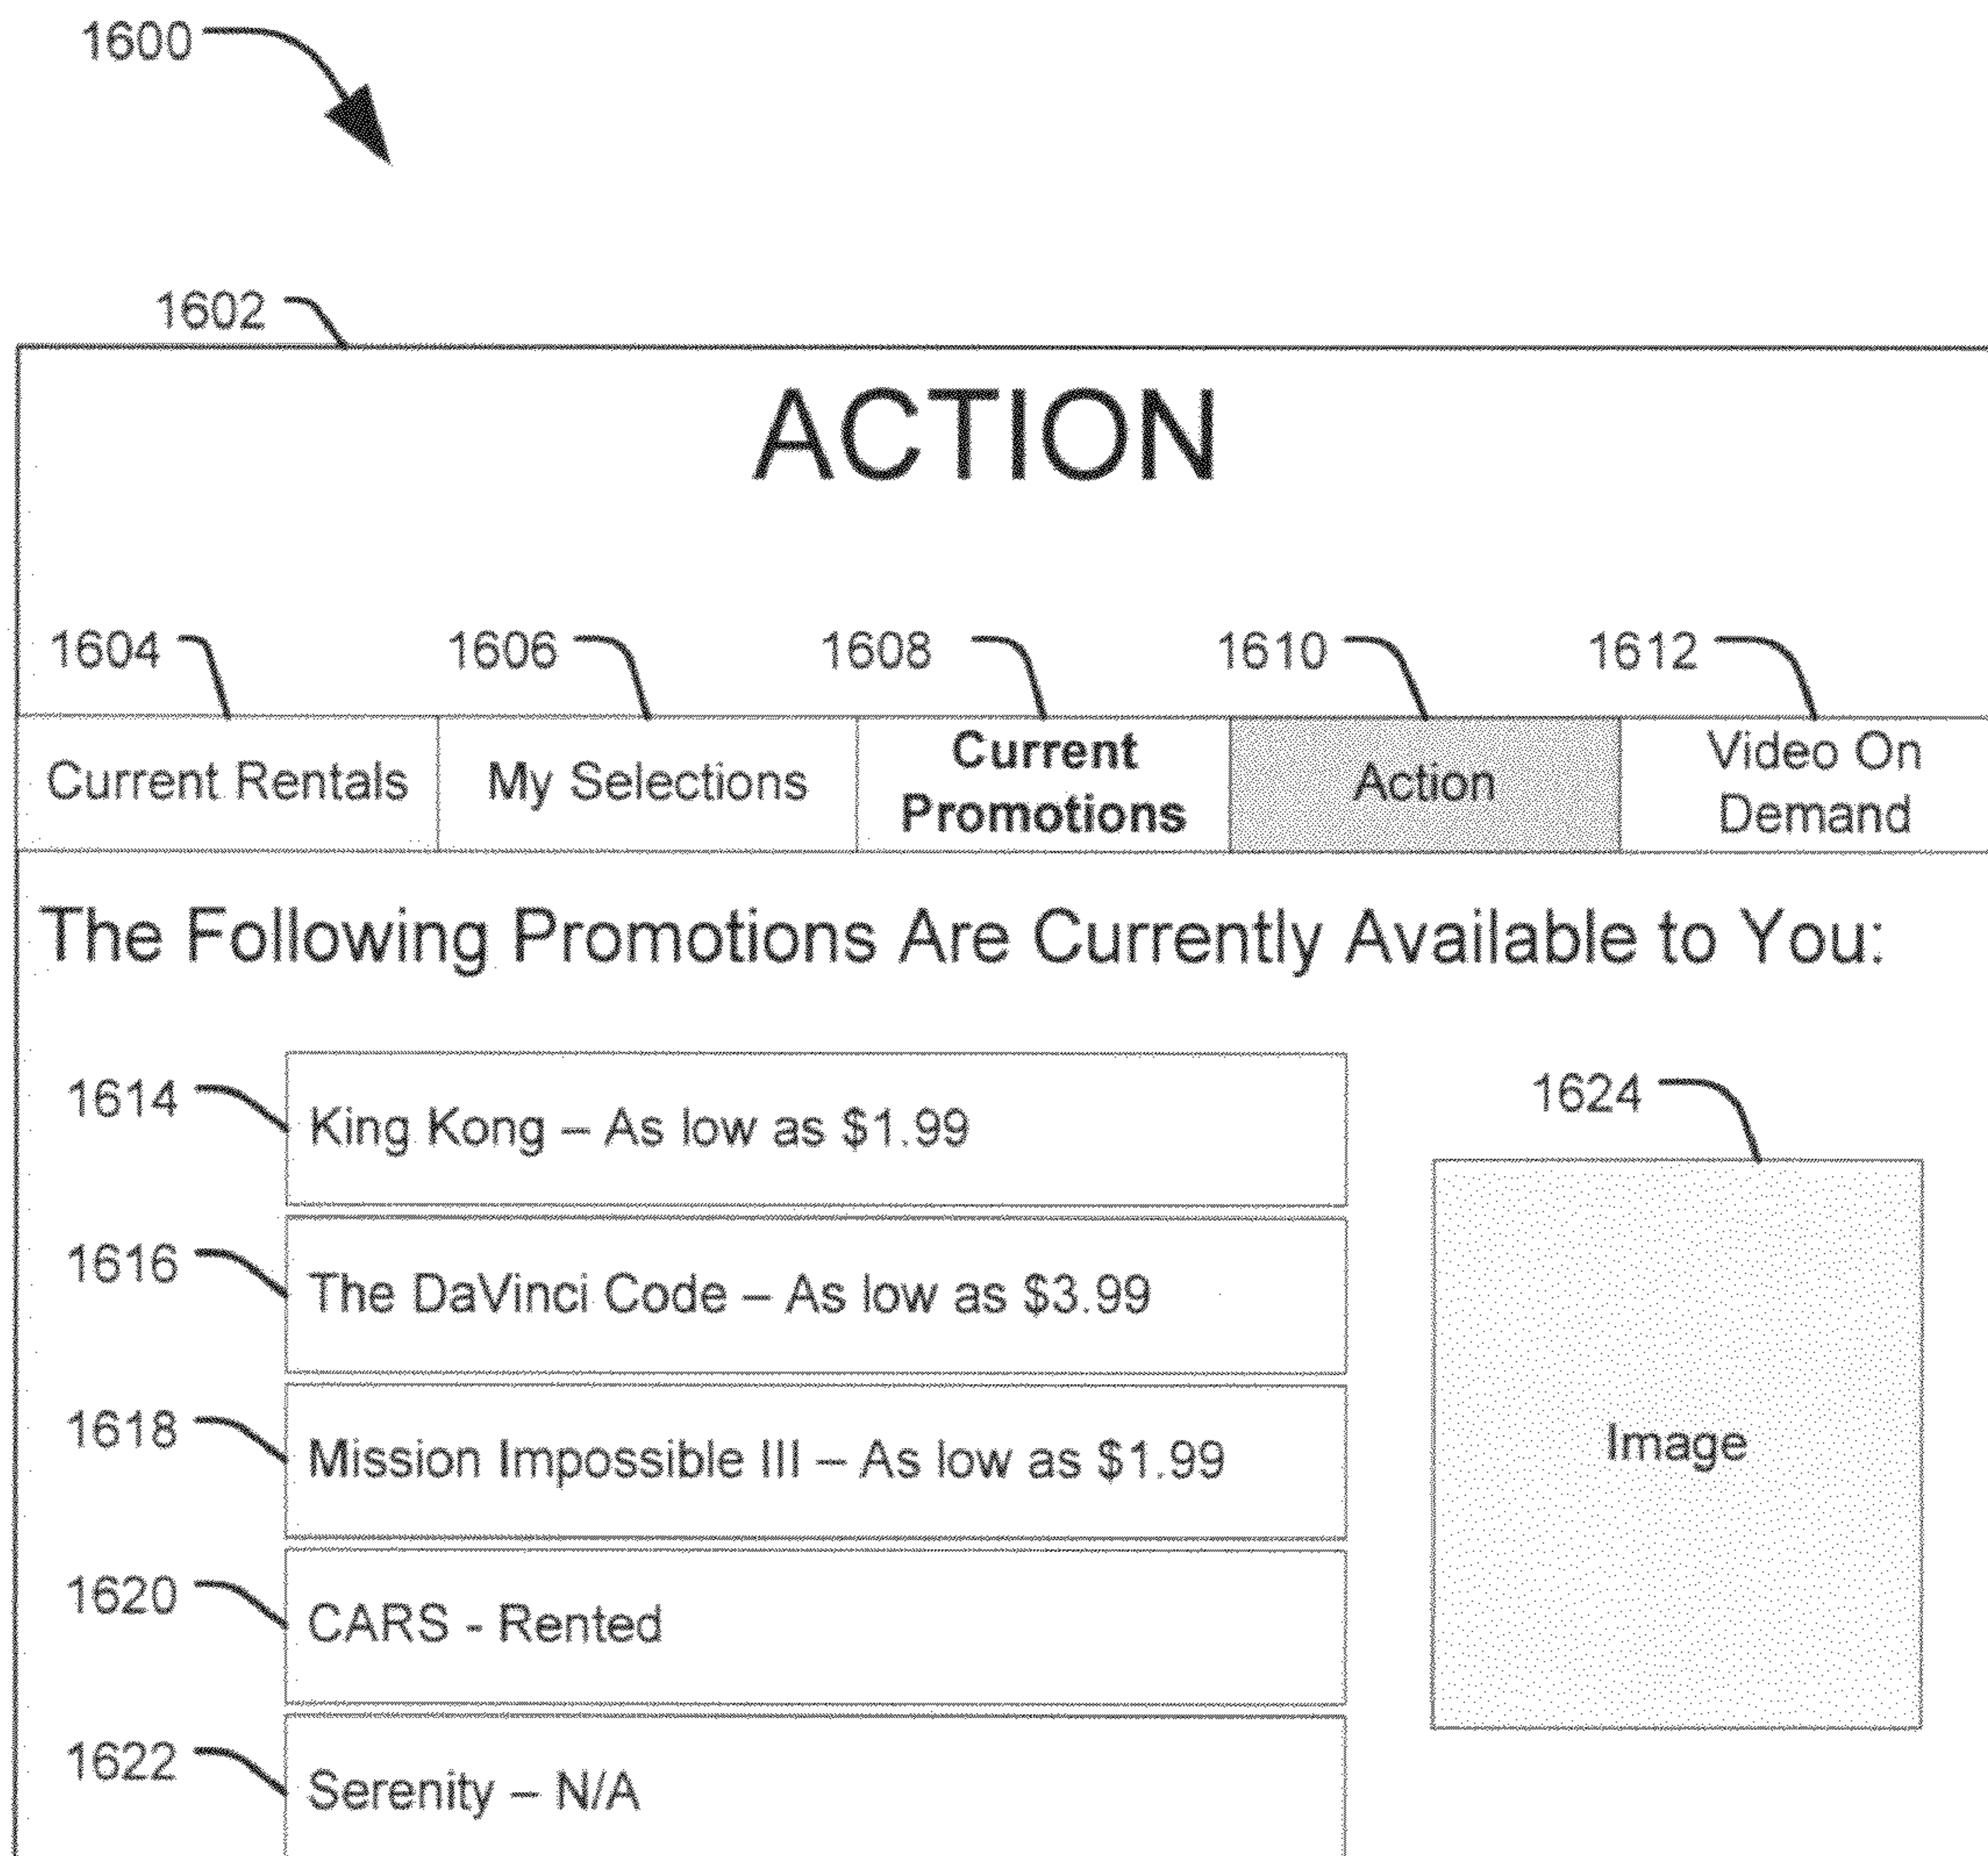 1600
1602
ACTION
1604 1606 1608 1610 1612
Current Rentals
My Selections
Current
Promotions
Action
Video On
Demand
The Following Promotions Are Currently Available to You:
1614
King Kong – As low as $1.99
1624
1616
The DaVinci Code – As low as $3.99
1618
Mission Impossible III – As low as $1.99
Image
1620
CARS - Rented
1622
Serenity – N/A